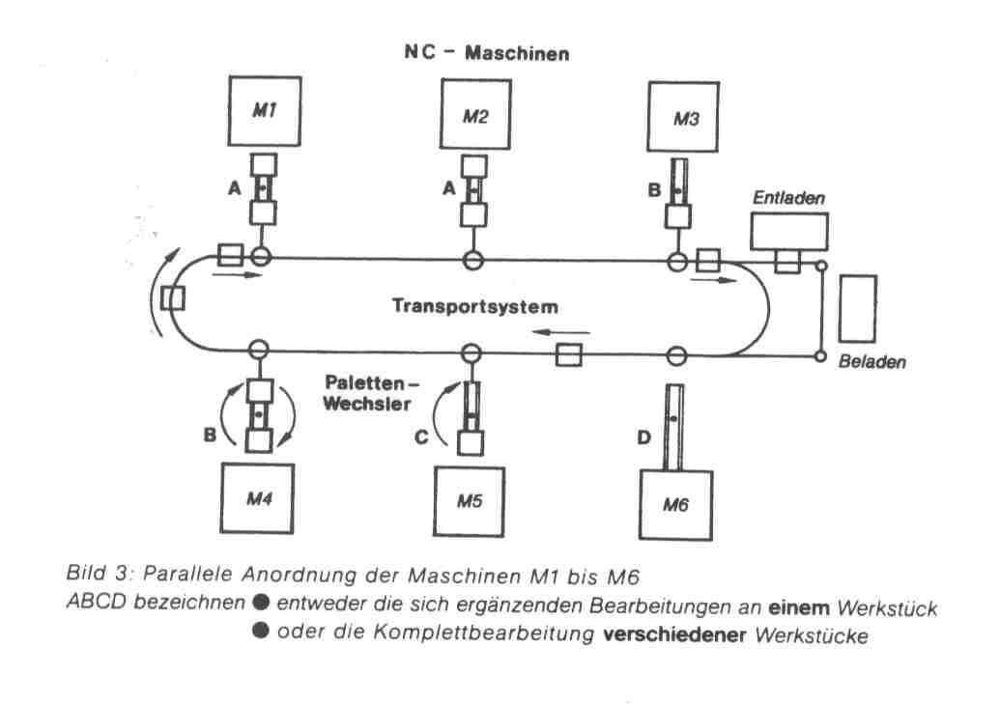 NC - Maschinen
M1
M2
M3
A
A
B
Entladen
Transportsystem
Beladen
Paletten-
Wechsler
B
C
D
M4
M5
M6
Bild 3: Parallele Anordnung der Maschinen M1 bis M6
ABCD bezeichnen ● entweder die sich ergänzenden Bearbeitungen an einem Werkstück
● oder die Komplettbearbeitung verschiedener Werkstücke